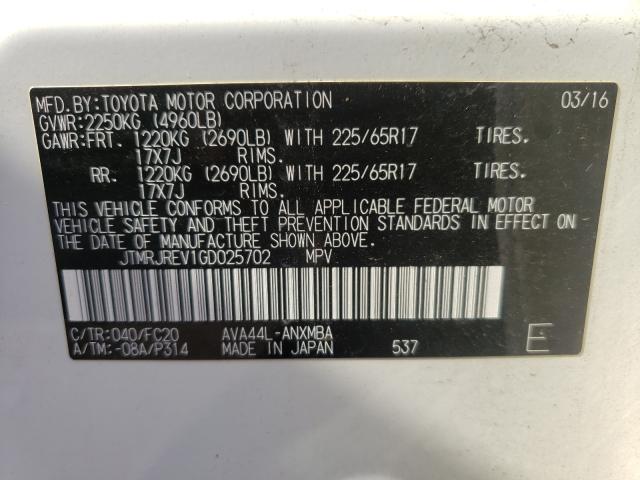 MFD.BY:TOYOTA MOTOR CORPORATION 03/16
GVWR:2250KG (4960LB)
GAWR:FRT. 1220KG (2690LB) WITH 225/65R17 TIRES.
17X7J RIMS.
RR. 1220KG (2690LB) WITH 225/65R17 TIRES.
17X7J RIMS.
THIS VEHICLE CONFORMS TO ALL APPLICABLE FEDERAL MOTOR
VEHICLE SAFETY AND THEFT PREVENTION STANDARDS IN EFFECT ON
THE DATE OF MANUFACTURE SHOWN ABOVE.
JTMRJREV1GD025702 MPV
C/TR:040/FC20 AVA44L-ANXMBA
A/TM:-08A/P314 MADE IN JAPAN 537 E